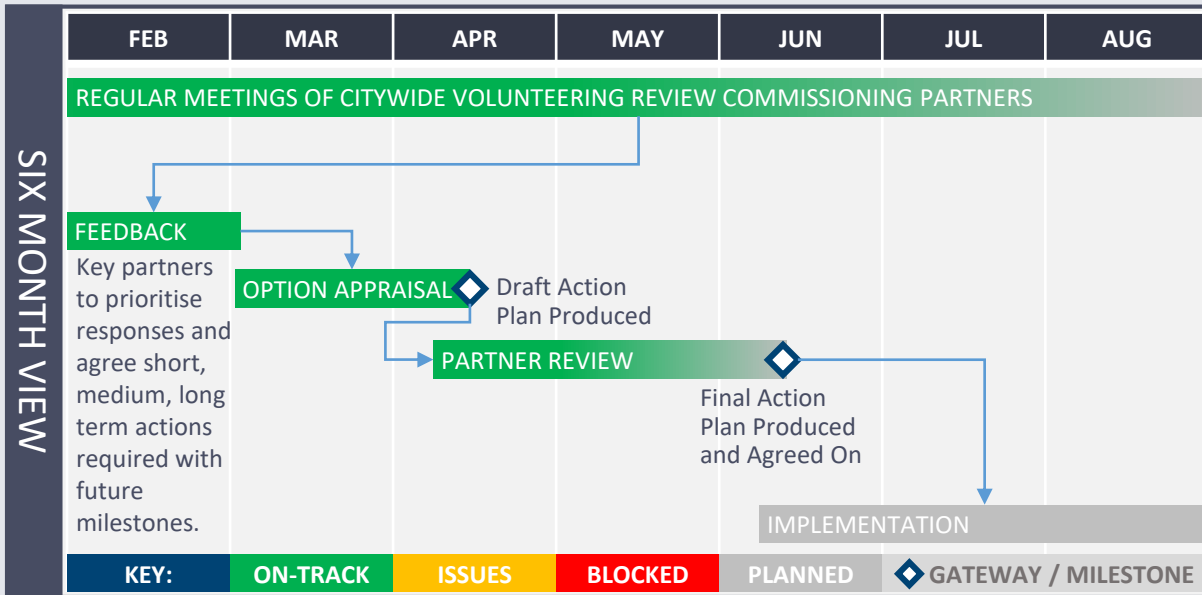 SIX MONTH VIEW
FEB MAR APR MAY JUN JUL AUG
REGULAR MEETINGS OF CITYWIDE VOLUNTEERING REVIEW COMMISSIONING PARTNERS
FEEDBACK
Key partners
to prioritise
responses and
agree short,
medium, long
term actions
required with
future
milestones.
OPTION APPRAISAL
Draft Action
Plan Produced
PARTNER REVIEW
Final Action
Plan Produced
and Agreed On
IMPLEMENTATION
KEY: ON-TRACK ISSUES BLOCKED PLANNED GATEWAY / MILESTONE